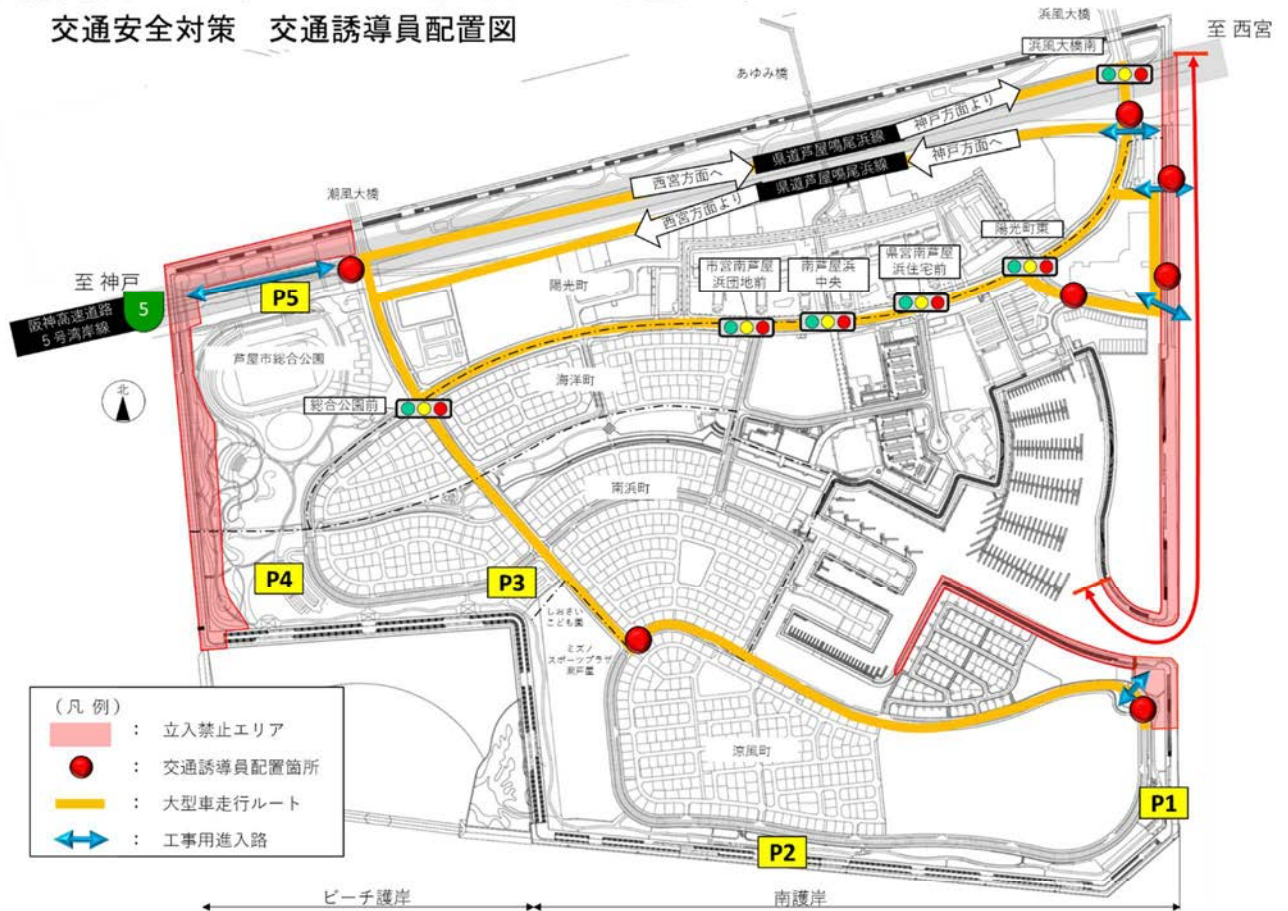 交通安全対策　交通誘導員配置図
浜風大橋
至 西宮
浜風大橋南
あゆみ橋
神戸方面より
県道芦屋鳴尾浜線
西宮方面へ
神戸方面へ
県道芦屋鳴尾浜線
西宮方面より
潮風大橋
陽光町東
至 神戸
P5
陽光町
市営南芦屋
浜団地前
南芦屋浜
中央
県営南芦屋
浜住宅前
5
阪神高速道路
5号湾岸線
芦屋市総合公園
北
海洋町
総合公園前
南浜町
P4
P3
しおさい
こども園
ミズノ
スポーツプラザ
潮芦屋
涼風町
P1
P2
(凡 例)
： 立入禁止エリア
： 交通誘導員配置箇所
： 大型車走行ルート
： 工事用進入路
ビーチ護岸
南護岸